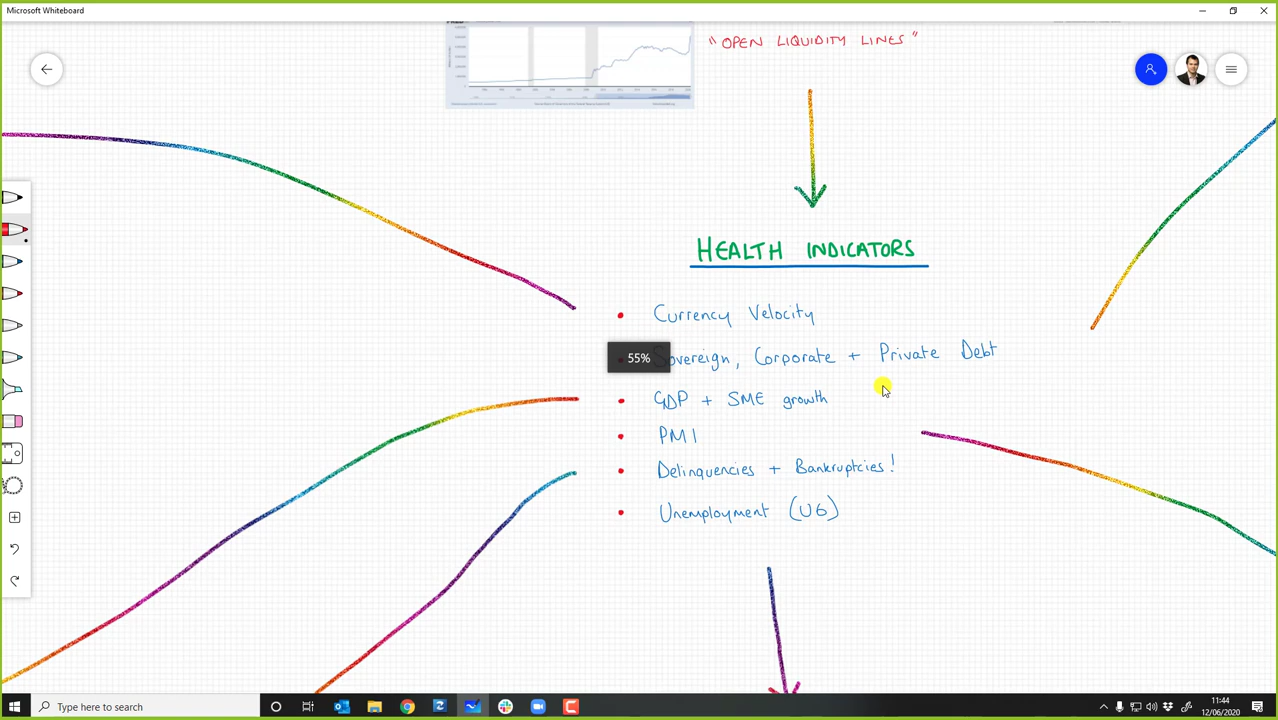 Microsoft Whiteboard
"OPEN LIQUIDITY LINES"
HEALTH INDICATORS
• Currency Velocity
• Sovereign, Corporate + Private Debt
55%
• GDP + SME growth
• PMI
• Delinquencies + Bankruptcies!
• Unemployment (U6)
Type here to search
11:44
12/06/2020